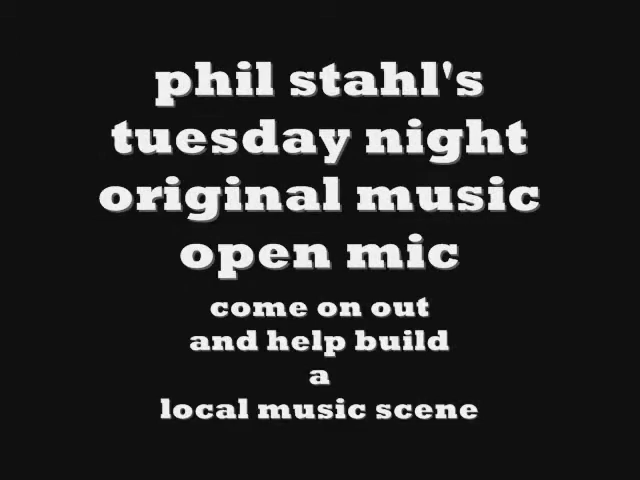 phil stahl's
tuesday night
original music
open mic
come on out
and help build
a
local music scene